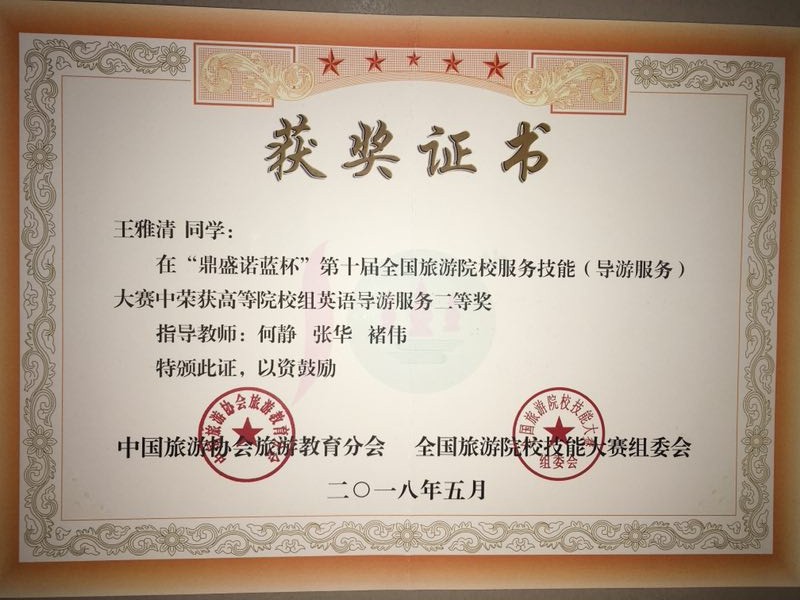 获奖证书
王雅清 同学：
在“鼎盛诺蓝杯”第十届全国旅游院校服务技能（导游服务）
大赛中荣获高等院校组英语导游服务二等奖
指导教师：何静 张华 褚伟
特颁此证，以资鼓励
中国旅游协会旅游教育分会 全国旅游院校技能大赛组委会
二〇一八年五月